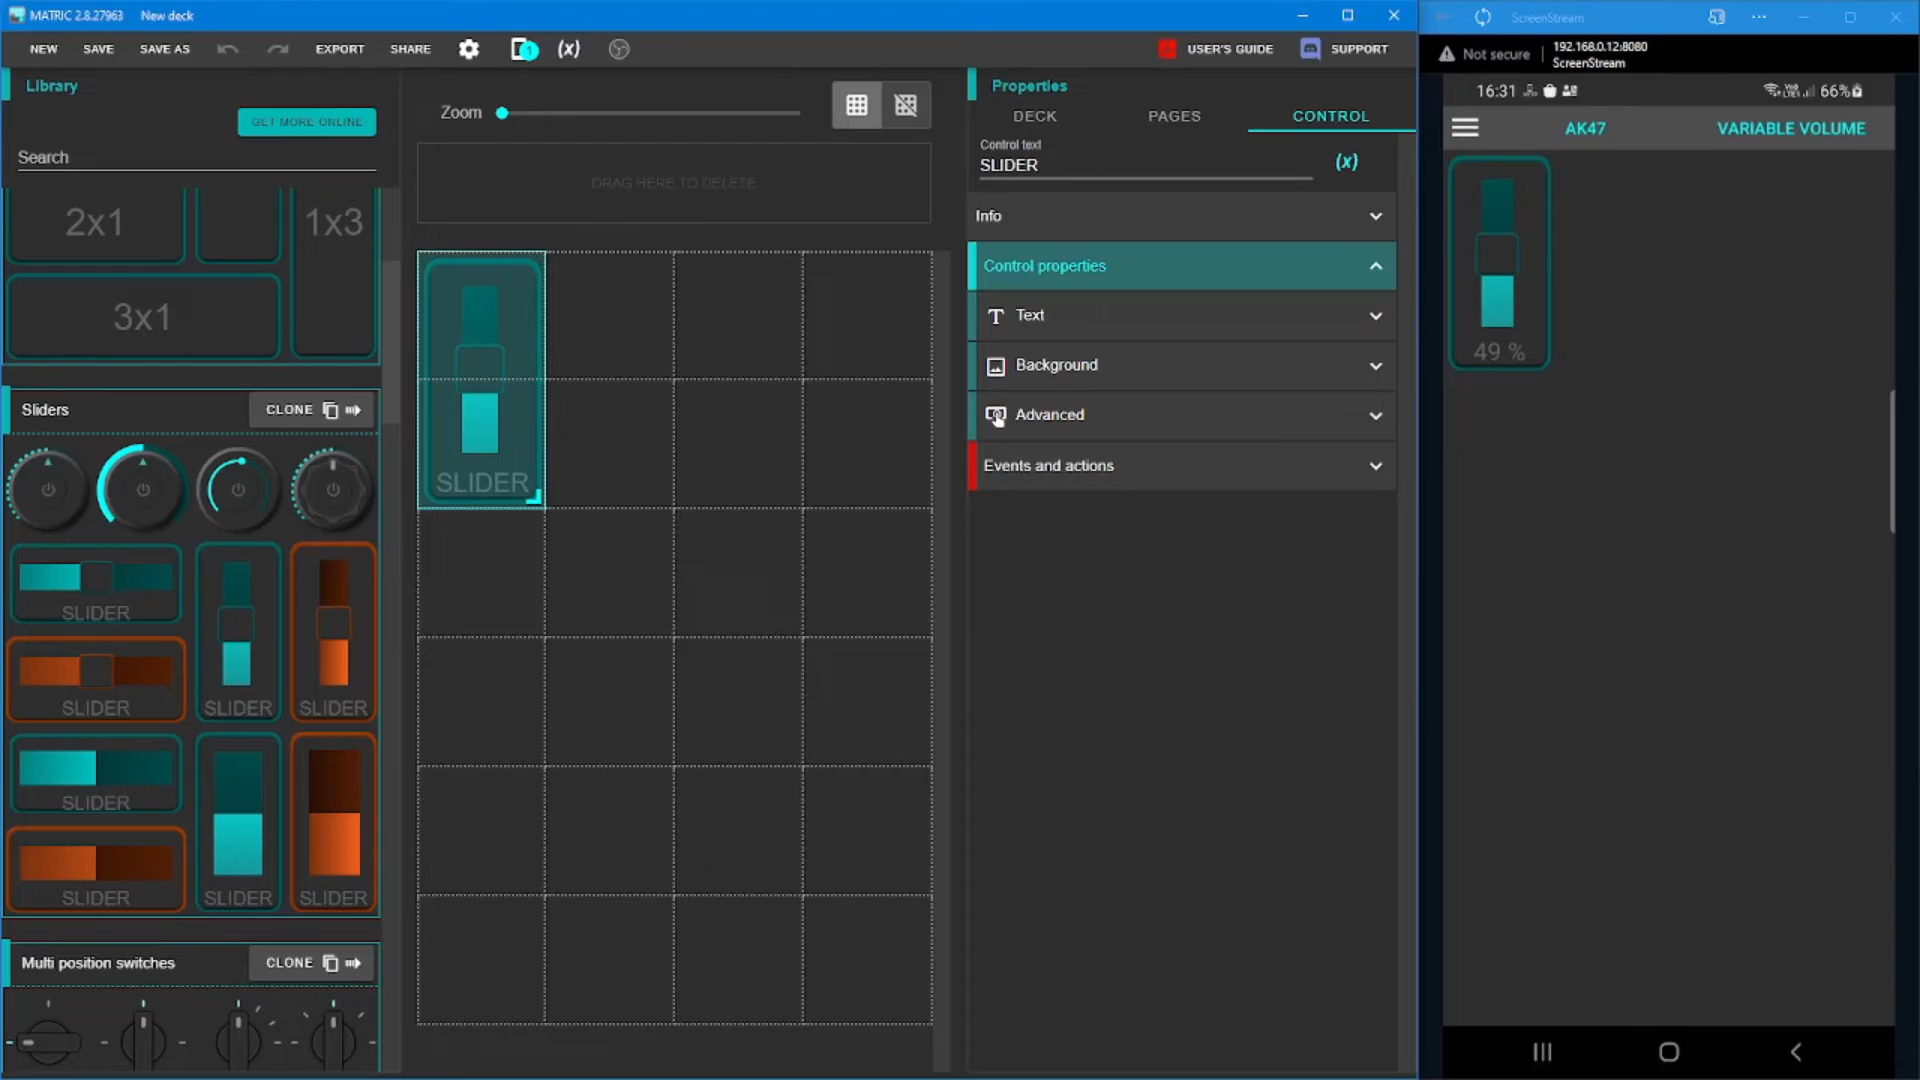 MATRIC 2.8.27963 New deck
NEW SAVE SAVE AS EXPORT SHARE 1 (x) USER'S GUIDE SUPPORT
Library
GET MORE ONLINE
Search
2x1
1x3
3x1
Sliders
CLONE
SLIDER
SLIDER
SLIDER
SLIDER
SLIDER
SLIDER
SLIDER
SLIDER
Multi position switches
CLONE
Zoom
DRAG HERE TO DELETE
SLIDER
Properties
DECK PAGES CONTROL
Control text
SLIDER
(x)
Info
Control properties
Text
Background
Advanced
Events and actions
ScreenStream
Not secure
192.168.0.12:8080
ScreenStream
16:31
66%
AK47 VARIABLE VOLUME
49 %